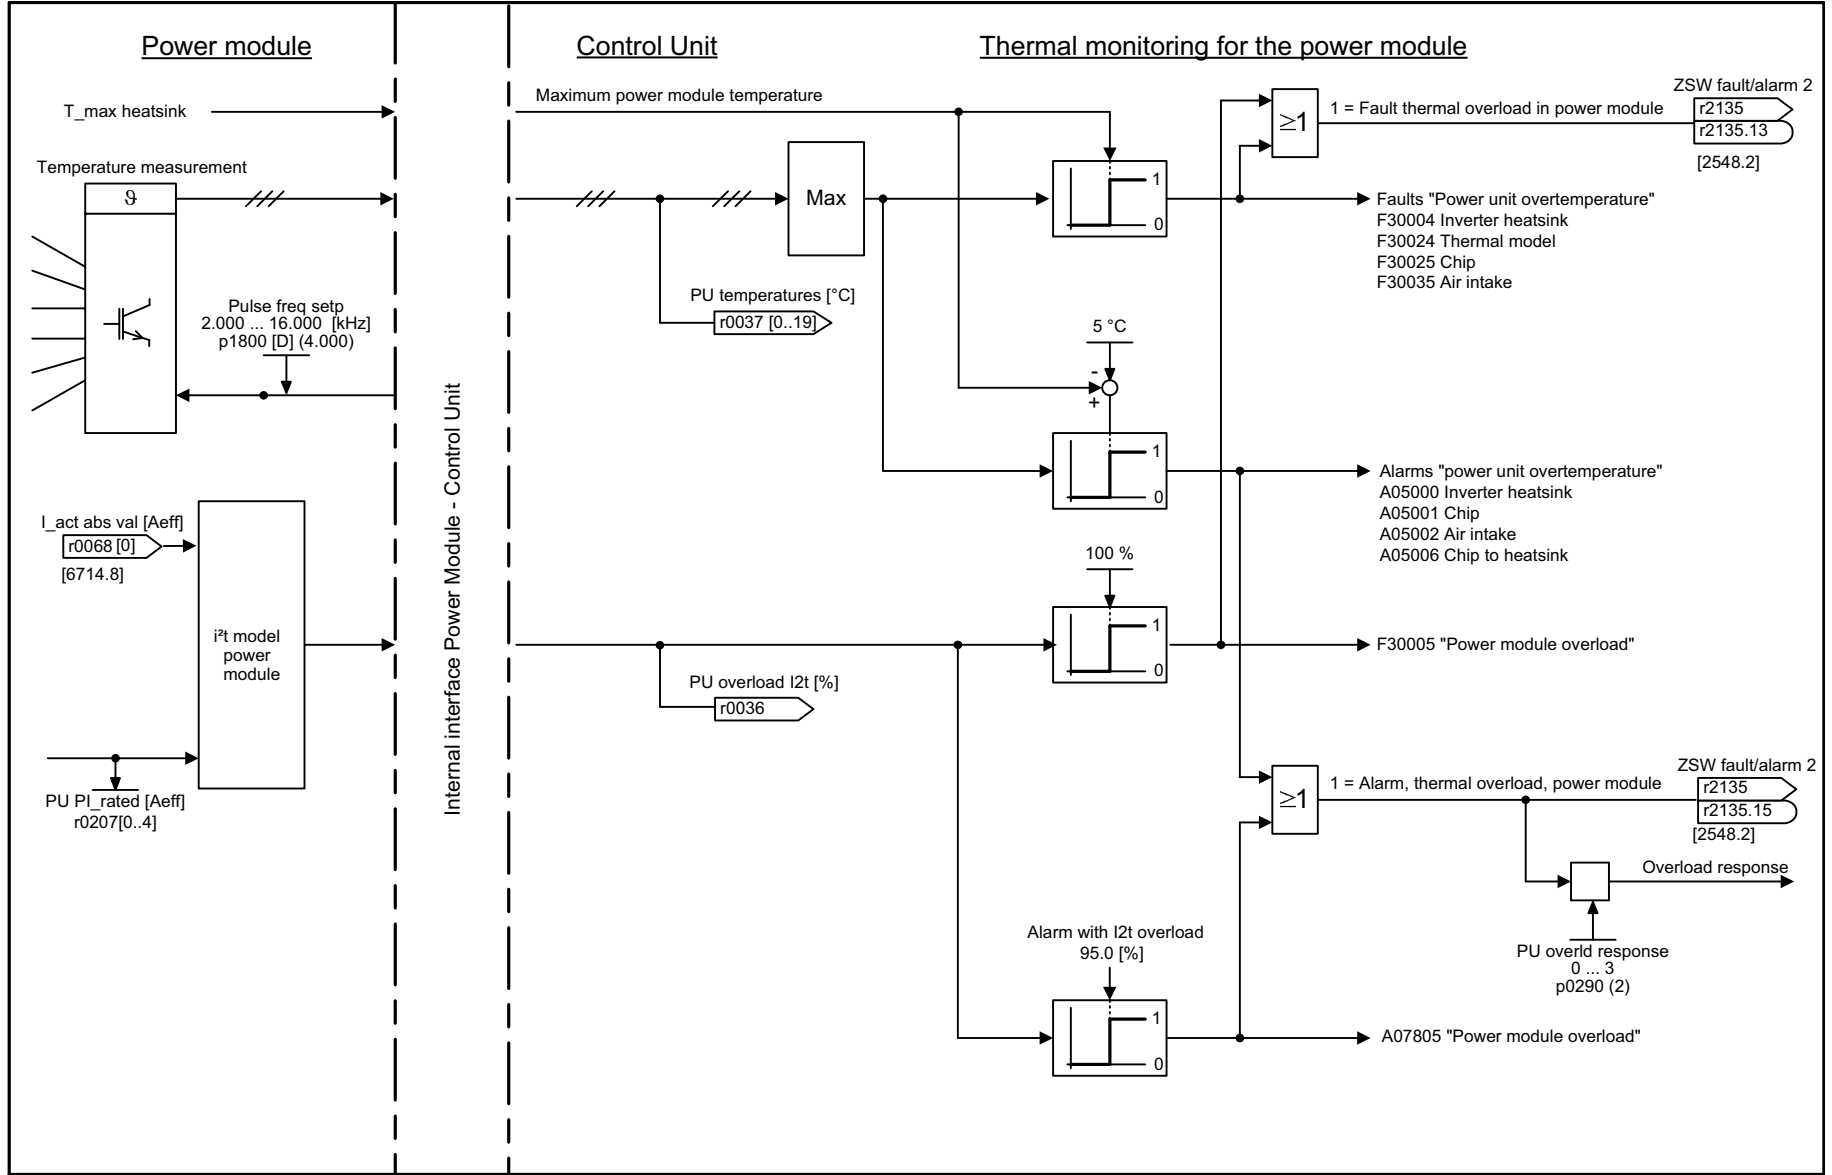 Power module
Control Unit
Thermal monitoring for the power module
T_max heatsink
Maximum power module temperature
≥1
1 = Fault thermal overload in power module
ZSW fault/alarm 2
r2135
r2135.13
[2548.2]
Temperature measurement
ϑ
Max
1
0
Faults "Power unit overtemperature"
F30004 Inverter heatsink
F30024 Thermal model
F30025 Chip
F30035 Air intake
Pulse freq setp
2.000 ... 16.000 [kHz]
p1800 [D] (4.000)
PU temperatures [°C]
r0037 [0..19]
5 °C
-
+
Internal interface Power Module - Control Unit
1
0
Alarms "power unit overtemperature"
A05000 Inverter heatsink
A05001 Chip
A05002 Air intake
A05006 Chip to heatsink
I_act abs val [Aeff]
r0068 [0]
[6714.8]
i²t model
power
module
100 %
1
0
F30005 "Power module overload"
PU overload I2t [%]
r0036
PU PI_rated [Aeff]
r0207[0..4]
≥1
1 = Alarm, thermal overload, power module
ZSW fault/alarm 2
r2135
r2135.15
[2548.2]
Overload response
PU overld response
0 ... 3
p0290 (2)
Alarm with I2t overload
95.0 [%]
1
0
A07805 "Power module overload"